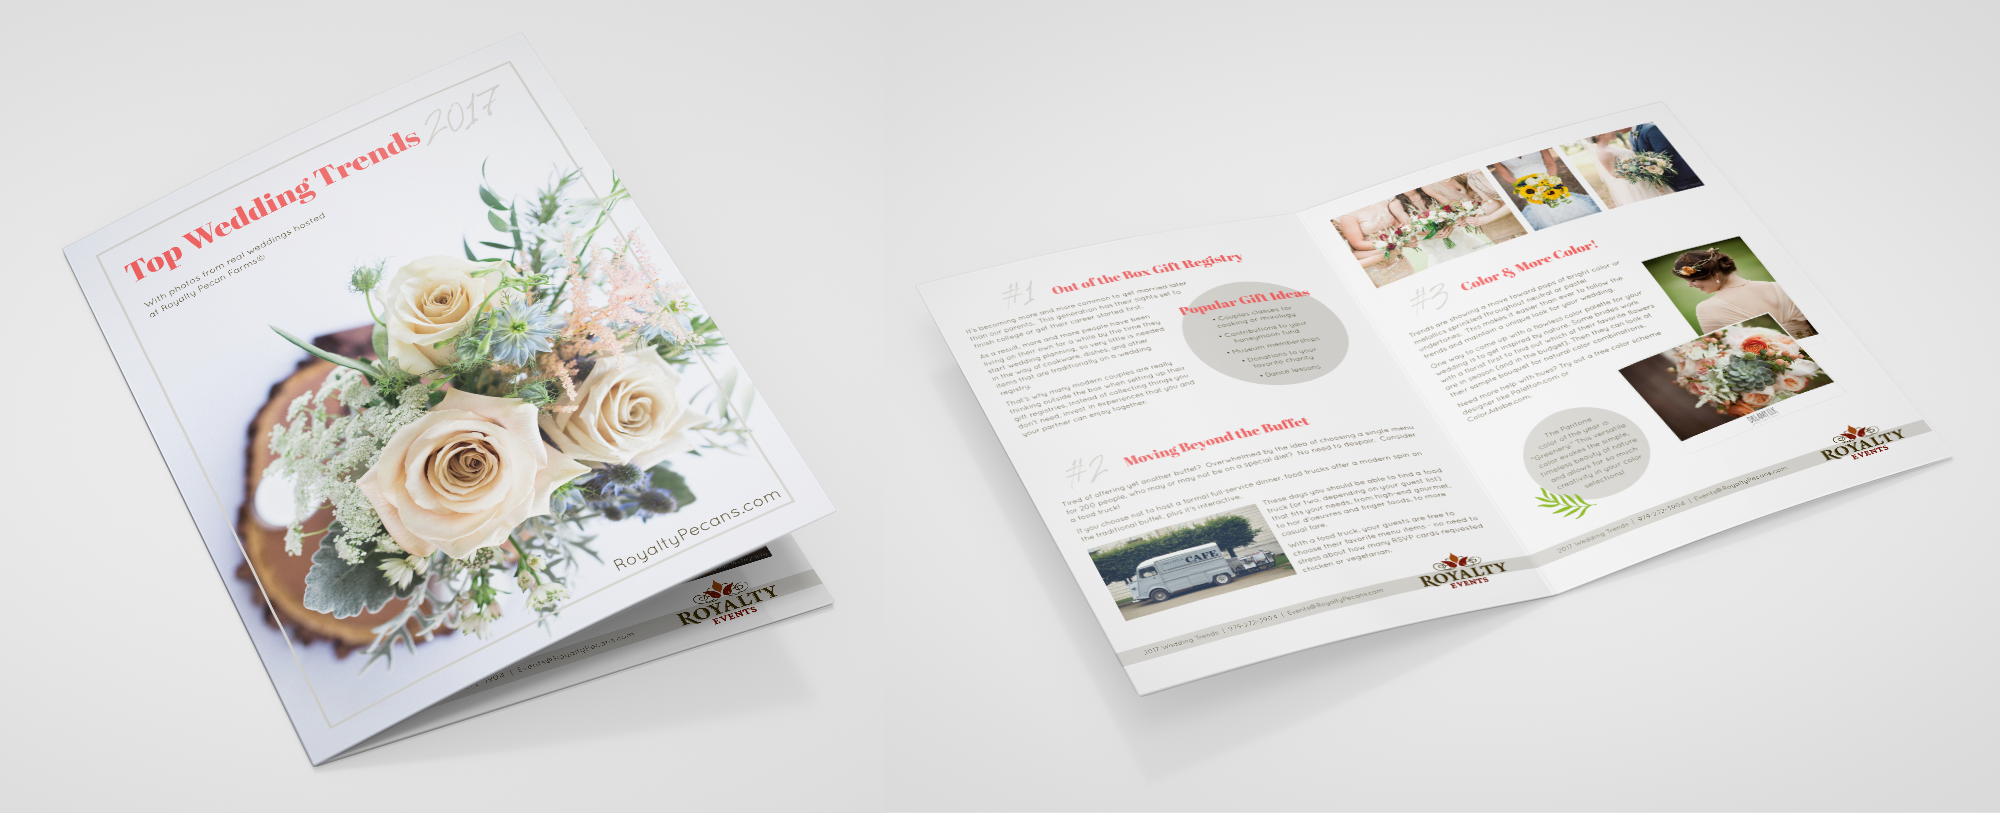 Top Wedding Trends 2017
With photos from real weddings hosted
at Royalty Pecan Farms©
RoyaltyPecans.com
3904 | Events@RoyaltyPecans.com
ROYALTY
EVENTS
#1 Out of the Box Gift Registry
It's becoming more and more common to get married later
than our parents. This generation has their sights set to
finish college or get their career started first.
As a result, more and more people have been
living on their own for a while by the time they
start wedding planning, so very little is needed
in the way of cookware, dishes, and other
items that are traditionally on a wedding
registry.
That's why many modern couples are really
thinking outside the box when setting up their
gift registries. Instead of collecting things you
don't need, invest in experiences that you and
your partner can enjoy together.
Popular Gift Ideas
• Couples classes for
cooking or mixology
• Contributions to your
honeymoon fund
• Museum memberships
• Donations to your
favorite charity
• Dance lessons
#2 Moving Beyond the Buffet
Tired of offering yet another buffet? Overwhelmed by the idea of choosing a single menu
for 200 people, who may or may not be on a special diet? No need to despair. Consider
a food truck!
If you choose not to host a formal full-service dinner, food trucks offer a modern spin on
the traditional buffet, plus it's interactive.
These days you should be able to find a food
truck (or two, depending on your guest list)
that fits your needs, from high-end gourmet,
to hor d'oeuvres and finger foods, to more
casual fare.
With a food truck, your guests are free to
choose their favorite menu items - no need to
stress about how many RSVP cards requested
chicken or vegetarian.
CAFE
2017 Wedding Trends | 979-272-3904 | Events@RoyaltyPecans.com
ROYALTY
EVENTS
#3 Color & More Color!
Trends are showing a move toward pops of bright color or
metallics sprinkled throughout neutral or pastel
undertones. This makes it easier than ever to follow the
trends and maintain a unique look for your wedding.
One way to come up with a flawless color palette for your
wedding is to get inspired by nature. Some brides work
with a florist first to find out which of their favorite flowers
are in season (and in the budget). Then they can look at
their sample bouquet for natural color combinations.
Need more help with hues? Try out a free color scheme
designer like Paletton.com or
Color.Adobe.com.
The Pantone
color of the year is
"Greenery." This versatile
color evokes the simple,
timeless beauty of nature
and allows for so much
creativity in your color
selections!
2017 Wedding Trends | 979-272-3904 | Events@RoyaltyPecans.com
ROYALTY
EVENTS